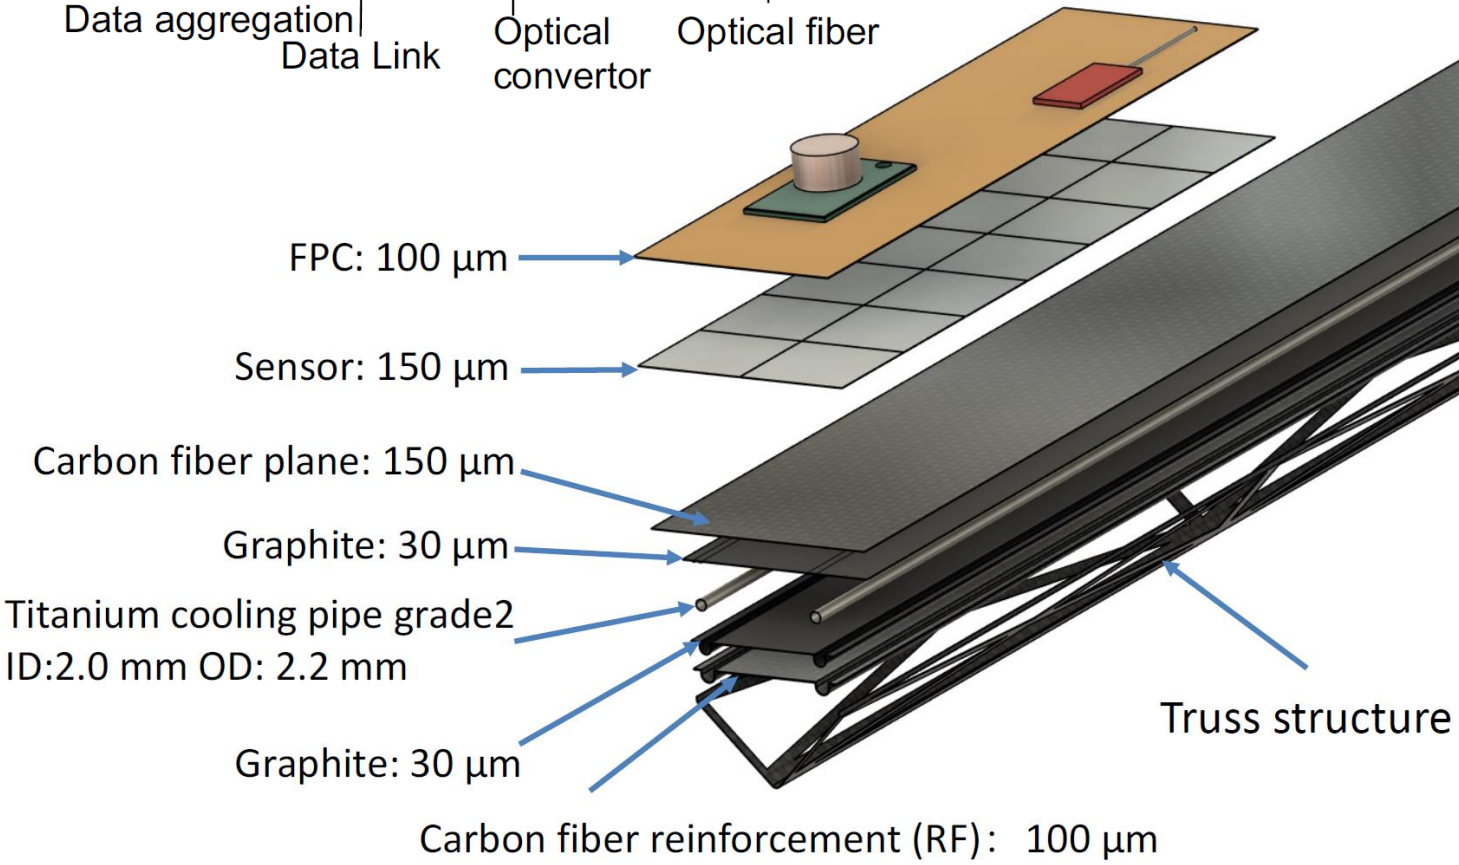 Data aggregation
Data Link
Optical
convertor
Optical fiber
FPC: 100 μm
Sensor: 150 μm
Carbon fiber plane: 150 μm
Graphite: 30 μm
Titanium cooling pipe grade2
ID:2.0 mm OD: 2.2 mm
Graphite: 30 μm
Truss structure
Carbon fiber reinforcement (RF): 100 μm